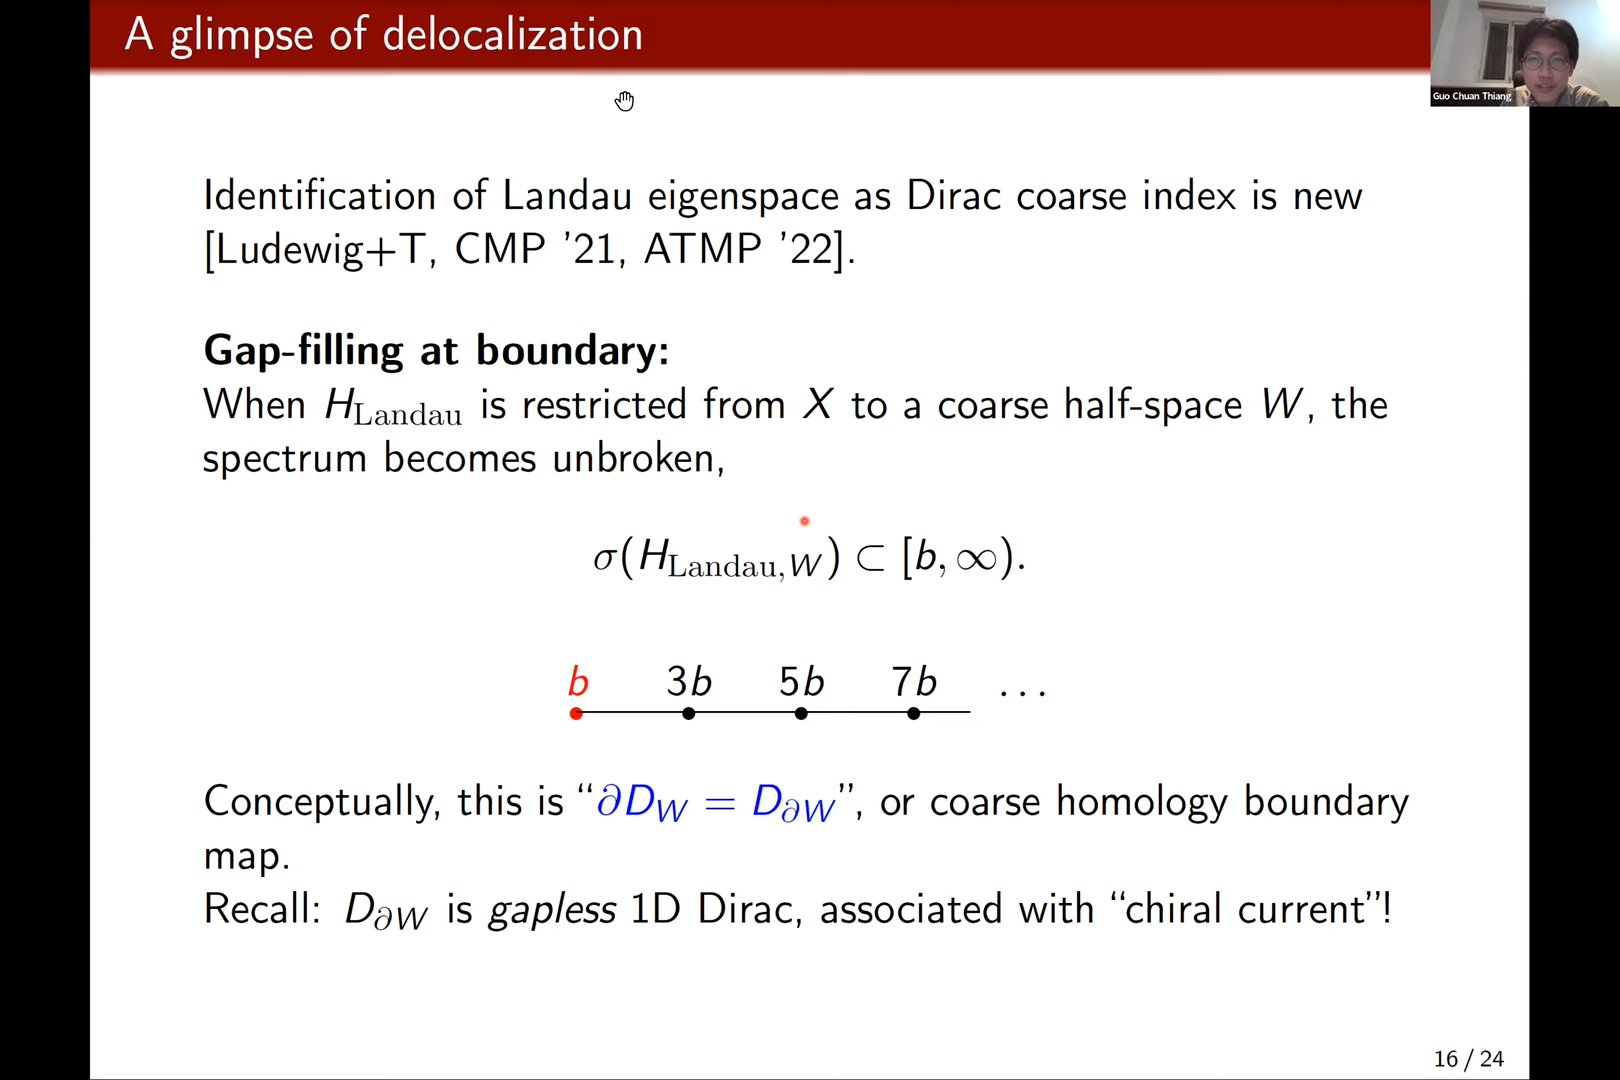 A glimpse of delocalization
Guo Chuan Thiang
Identification of Landau eigenspace as Dirac coarse index is new
[Ludewig+T, CMP ’21, ATMP ’22].
Gap-filling at boundary:
When H_Landau is restricted from X to a coarse half-space W, the
spectrum becomes unbroken,
σ(H_Landau,W) ⊂ [b, ∞).
b 3b 5b 7b ...
Conceptually, this is “∂D_W = D_∂W”, or coarse homology boundary
map.
Recall: D_∂W is gapless 1D Dirac, associated with “chiral current”!
16 / 24